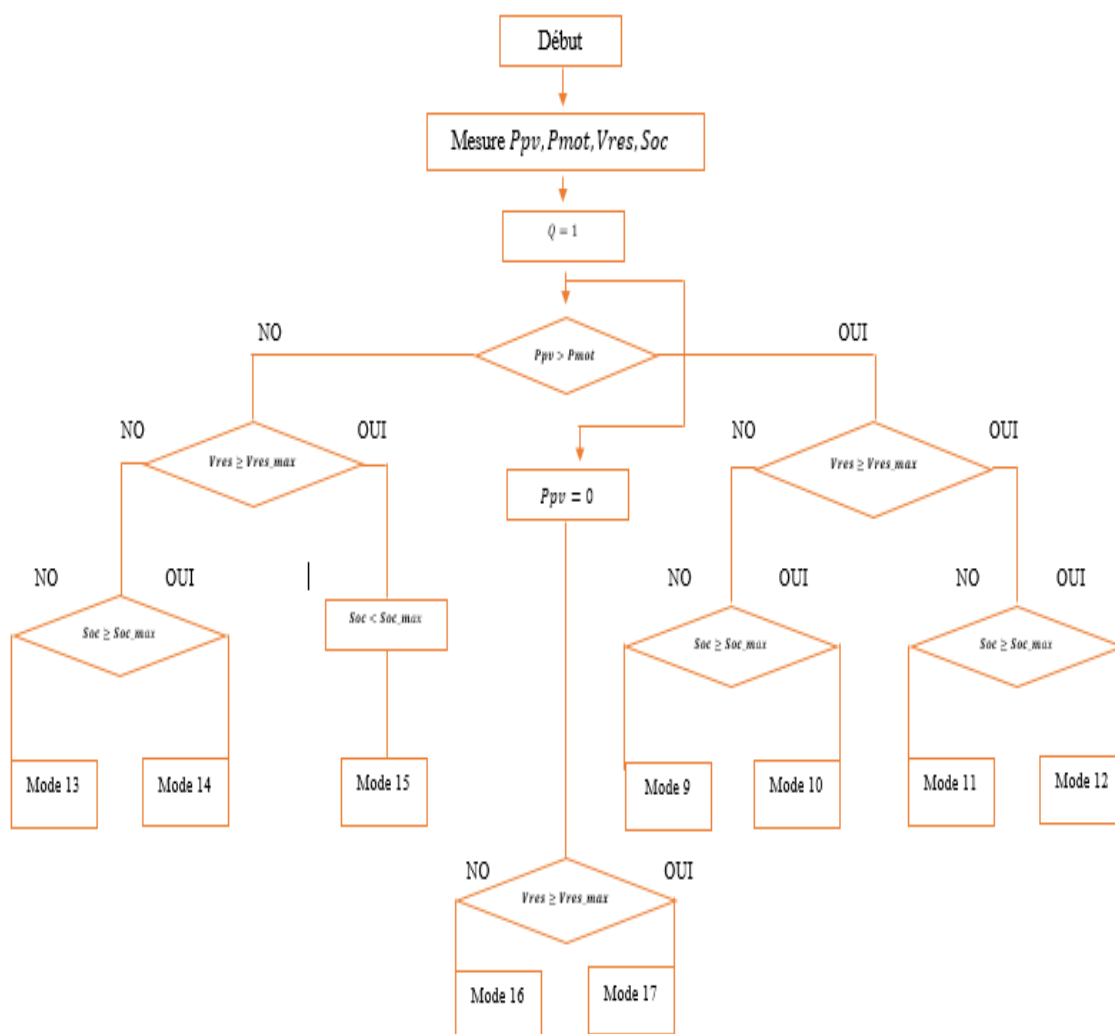 Début
Mesure Ppv, Pmot, Vres, Soc
Q = 1
NO
OUI
Ppv > Pmot
NO
OUI
NO
OUI
Vres ≥ Vres_max
Vres ≥ Vres_max
Ppv = 0
NO
OUI
NO
OUI
NO
OUI
Soc ≥ Soc_max
Soc < Soc_max
Soc ≥ Soc_max
Soc ≥ Soc_max
Mode 13
Mode 14
Mode 15
Mode 9
Mode 10
Mode 11
Mode 12
NO
OUI
Vres ≥ Vres_max
Mode 16
Mode 17